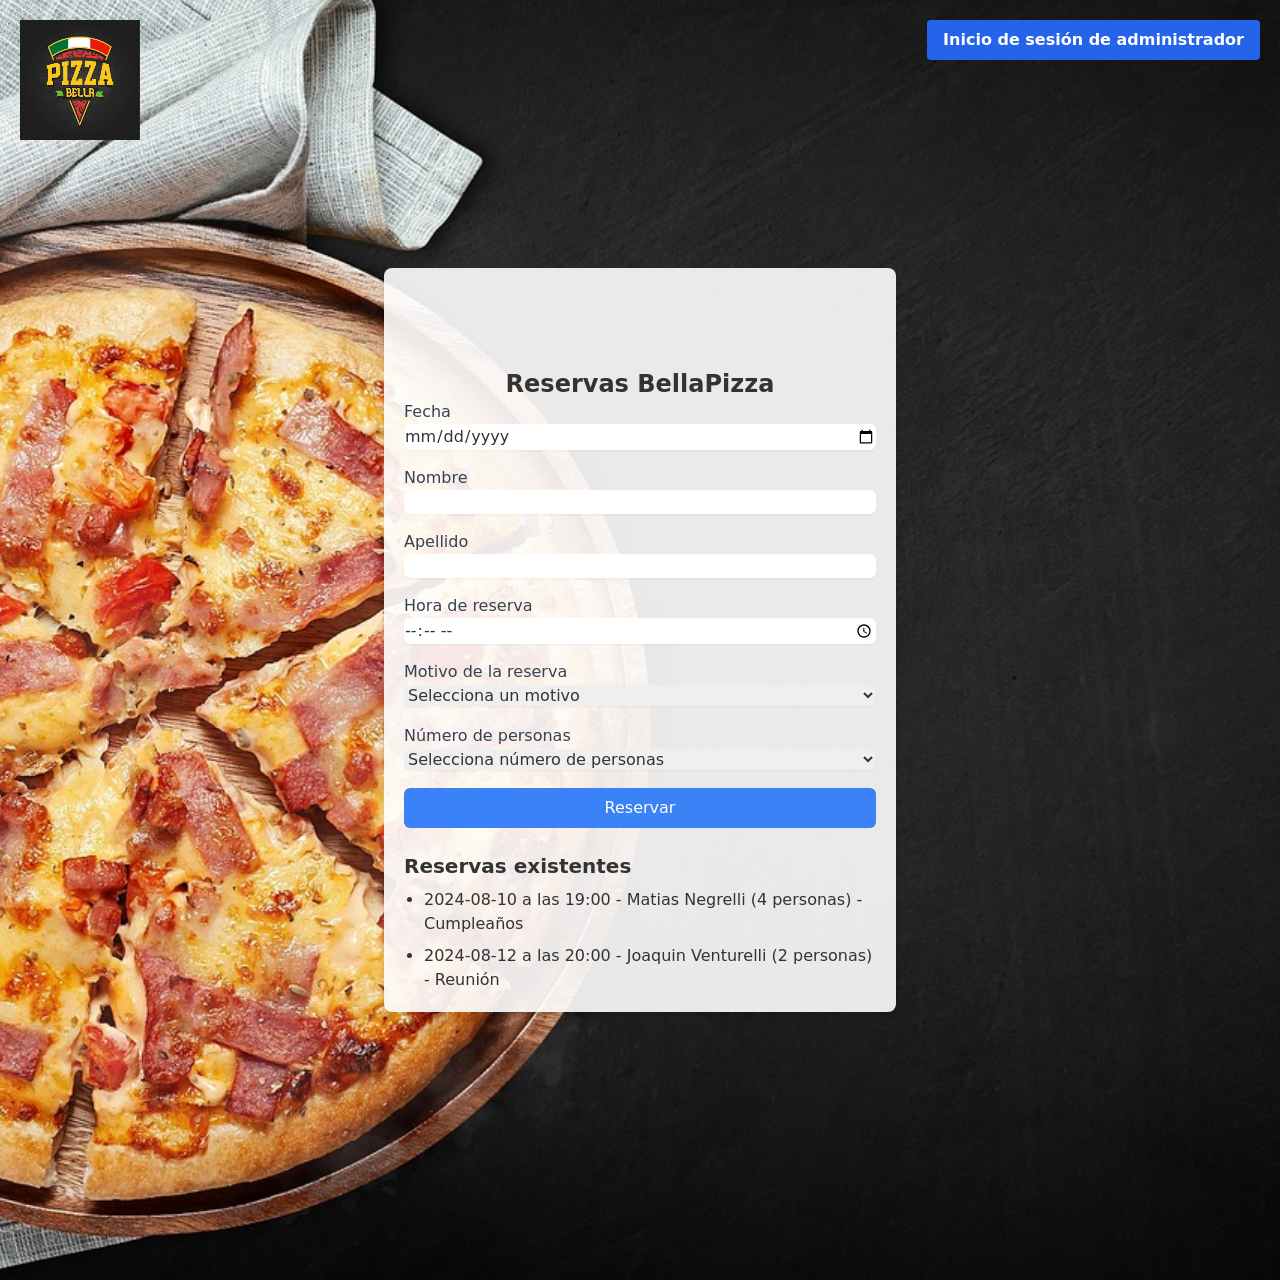 PIZZA
BELLA
Inicio de sesión de administrador
Reservas BellaPizza
Fecha
mm/dd/yyyy
Nombre
Apellido
Hora de reserva
--:-- --
Motivo de la reserva
Selecciona un motivo
Número de personas
Selecciona número de personas
Reservar
Reservas existentes
2024-08-10 a las 19:00 - Matias Negrelli (4 personas) -
Cumpleaños
2024-08-12 a las 20:00 - Joaquin Venturelli (2 personas)
- Reunión